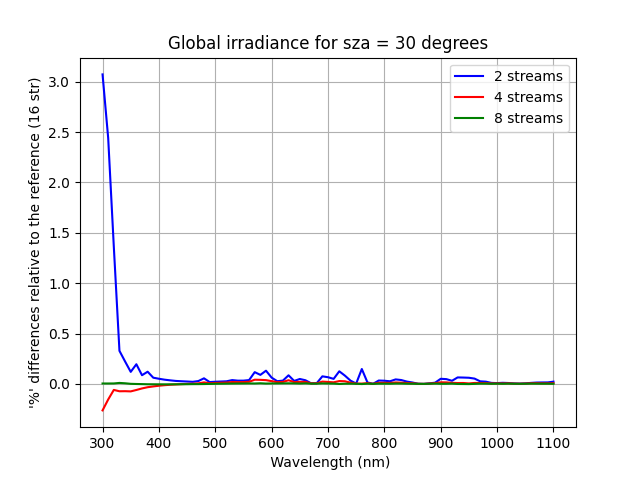 Global irradiance for sza = 30 degrees
'%' differences relative to the reference (16 str)
3.0
2.5
2.0
1.5
1.0
0.5
0.0
2 streams
4 streams
8 streams
300 400 500 600 700 800 900 1000 1100
Wavelength (nm)